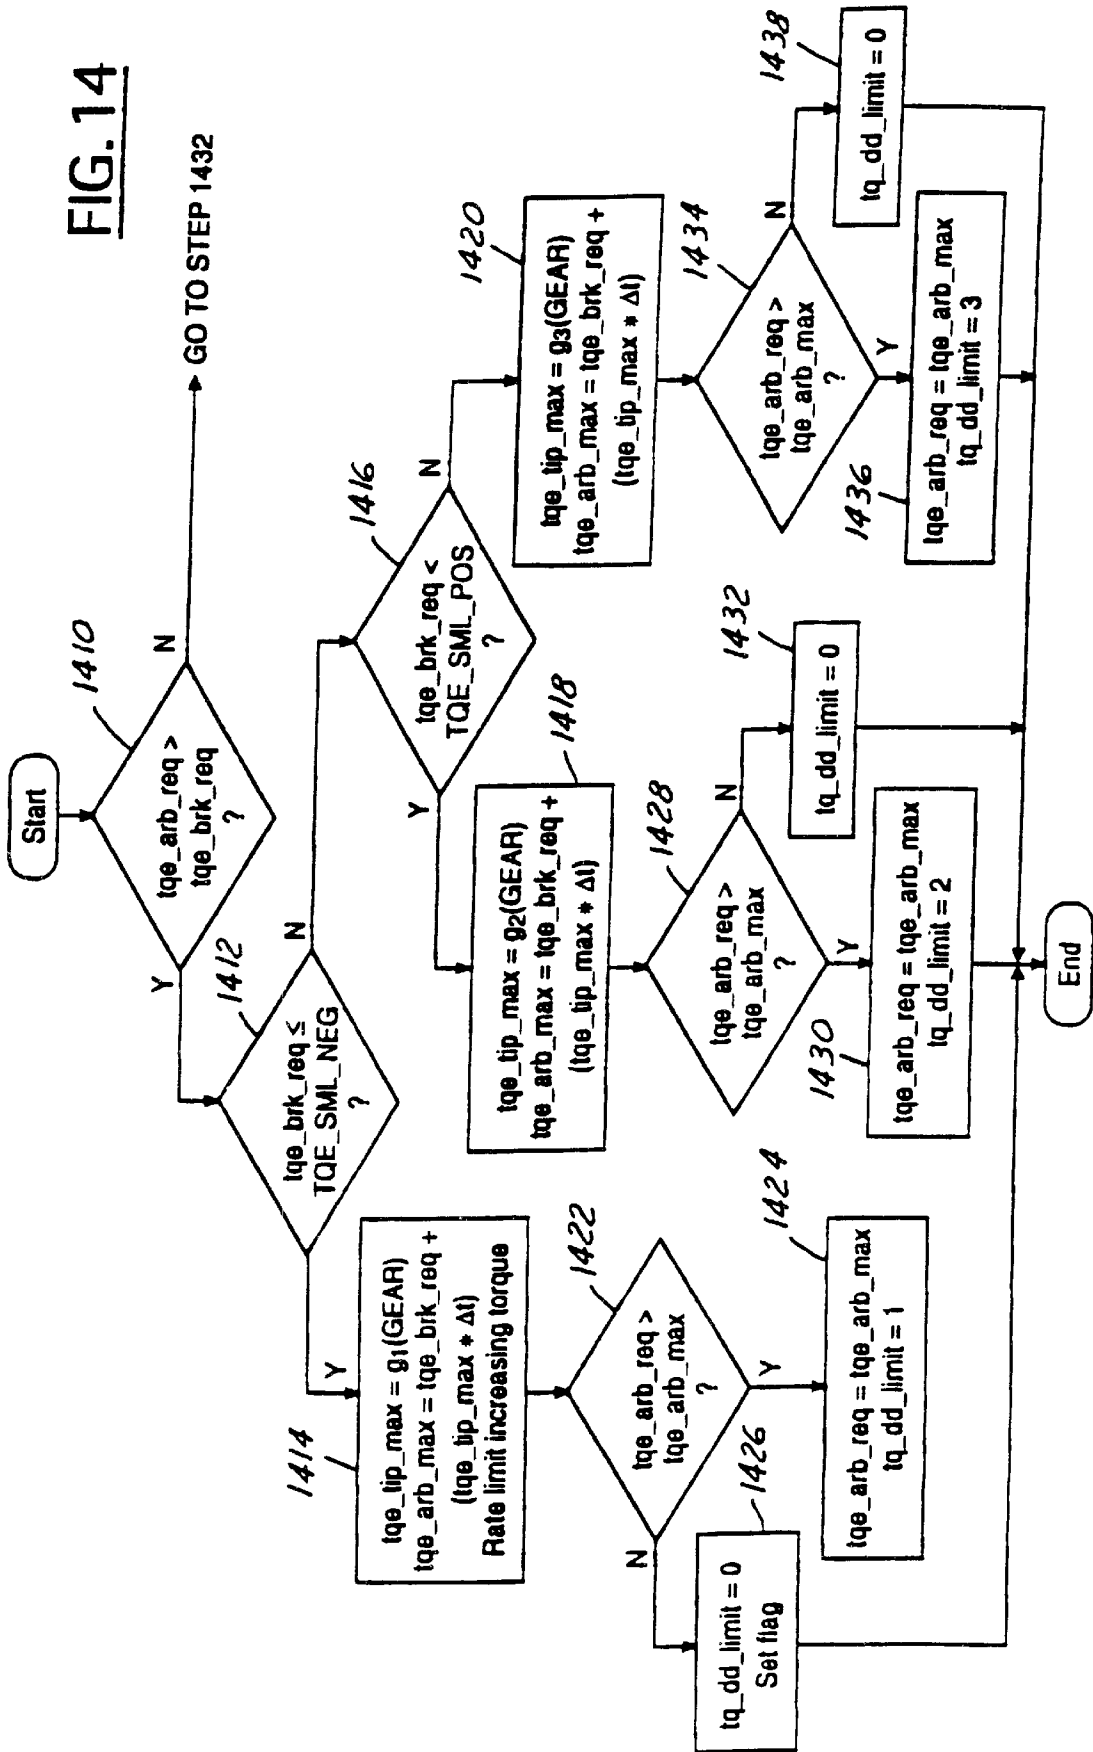 FIG. 14
Start
1410
tqe_arb_req >
tqe_brk_req
?
N
GO TO STEP 1432
Y
1412
tqe_brk_req ≤
TQE_SML_NEG
?
N
Y
1416
tqe_brk_req <
TQE_SML_POS
?
N
Y
1414
tqe_tip_max = g1(GEAR)
tqe_arb_max = tqe_brk_req +
(tqe_tip_max * Δt)
Rate limit increasing torque
1418
tqe_tip_max = g2(GEAR)
tqe_arb_max = tqe_brk_req +
(tqe_tip_max * Δt)
1420
tqe_tip_max = g3(GEAR)
tqe_arb_max = tqe_brk_req +
(tqe_tip_max * Δt)
1422
tqe_arb_req >
tqe_arb_max
?
N
Y
1428
tqe_arb_req >
tqe_arb_max
?
N
Y
1434
tqe_arb_req >
tqe_arb_max
?
N
Y
1426
tq_dd_limit = 0
Set flag
1424
tqe_arb_req = tqe_arb_max
tq_dd_limit = 1
1430
tqe_arb_req = tqe_arb_max
tq_dd_limit = 2
1432
tq_dd_limit = 0
1436
tqe_arb_req = tqe_arb_max
tq_dd_limit = 3
1438
tq_dd_limit = 0
End